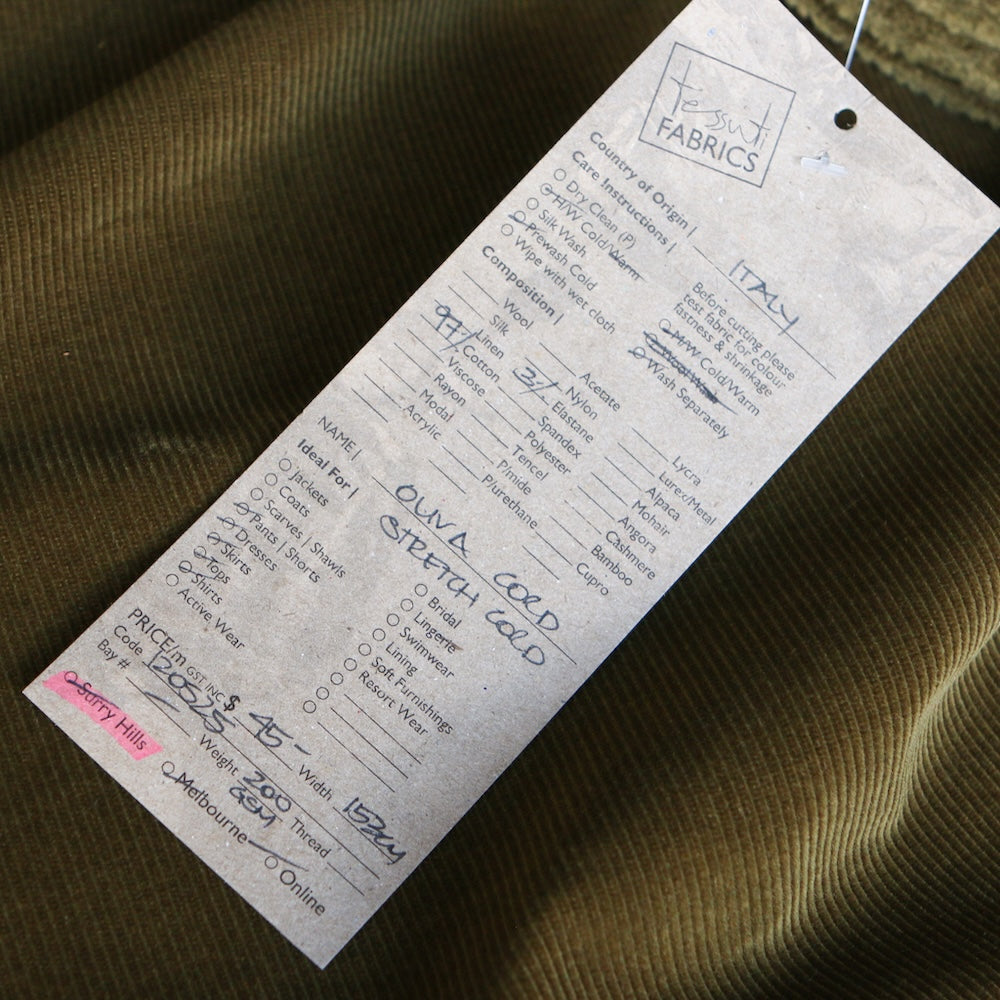 tessuti
FABRICS
Country of Origin | ITALY
Care Instructions |
Dry Clean (P)
H/W Cold/Warm
Silk Wash
Prewash Cold
Wipe with wet cloth
Before cutting please
test fabric for colour
fastness & shrinkage
M/W Cold/Warm
Wool Wash
Wash Separately
Composition |
Wool
Silk
Linen
97% Cotton
Viscose
Rayon
Modal
Acrylic
Acetate
Nylon
3% Elastane
Spandex
Polyester
Tencel
P/mide
P/urethane
Lycra
Lurex/Metal
Alpaca
Mohair
Angora
Cashmere
Bamboo
Cupro
NAME | OLIVA CORD
STRETCH CORD
Ideal For |
Jackets
Coats
Scarves | Shawls
Pants | Shorts
Dresses
Skirts
Tops
Shirts
Active Wear
Bridal
Lingerie
Swimwear
Lining
Soft Furnishings
Resort Wear
PRICE/m GST INC $ 45-
Width 152cm
Code 120525
Weight 200
GSM
Thread
Bay #
Surry Hills
Melbourne
Online